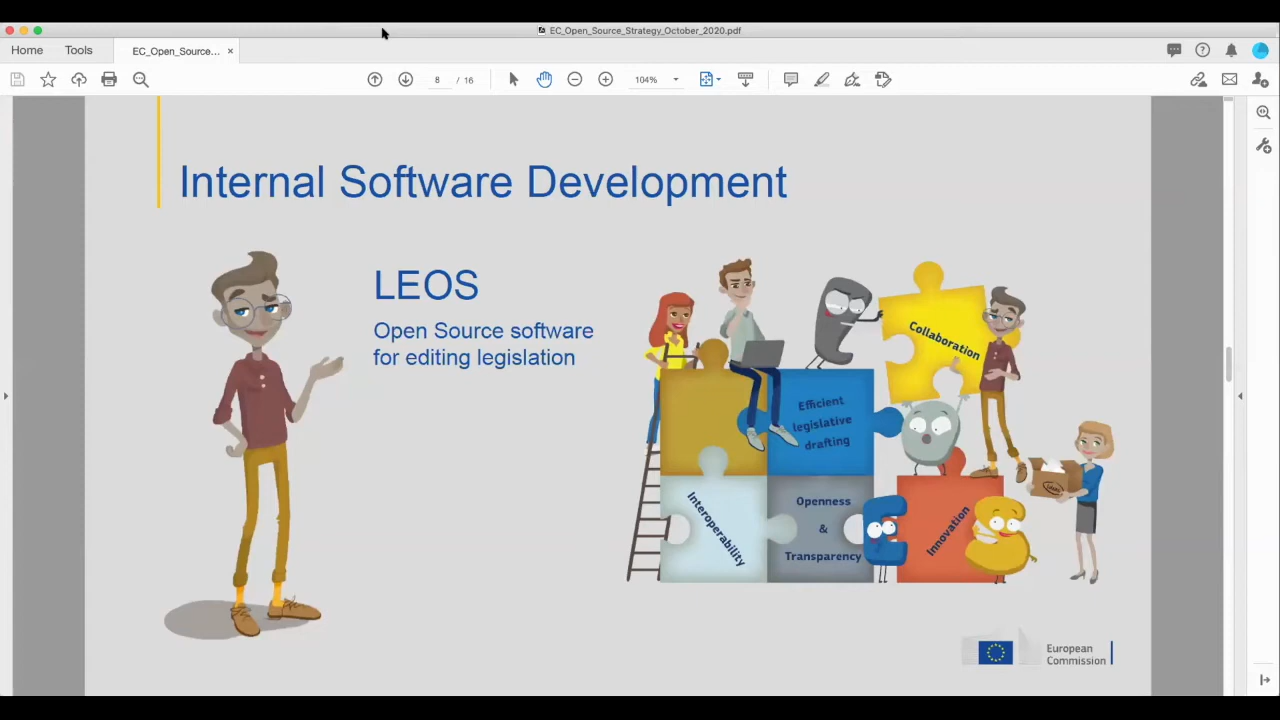 EC_Open_Source_Strategy_October_2020.pdf
Home Tools EC_Open_Source... ×
8 / 16 104%
Internal Software Development
LEOS
Open Source software
for editing legislation
Collaboration
Efficient
legislative
drafting
Interoperability
Openness
&
Transparency
Innovation
European
Commission